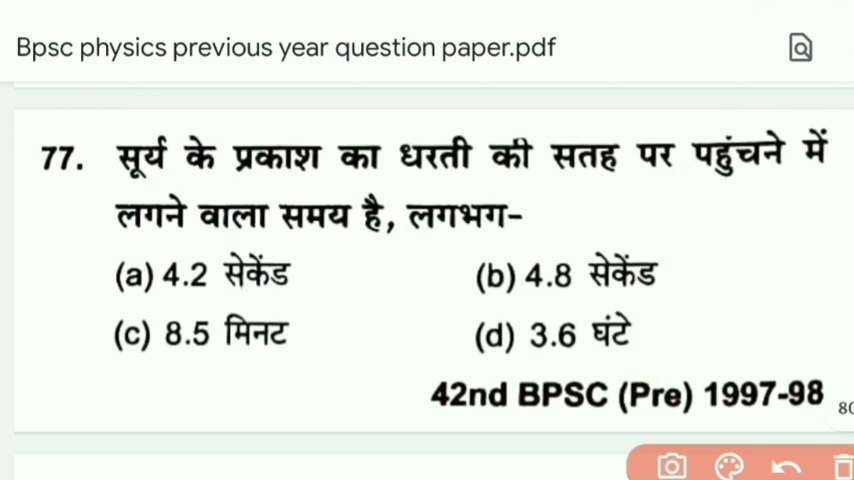 Bpsc physics previous year question paper.pdf
77. सूर्य के प्रकाश का धरती की सतह पर पहुंचने में
लगने वाला समय है, लगभग-
(a) 4.2 सेकेंड (b) 4.8 सेकेंड
(c) 8.5 मिनट (d) 3.6 घंटे
42nd BPSC (Pre) 1997-98